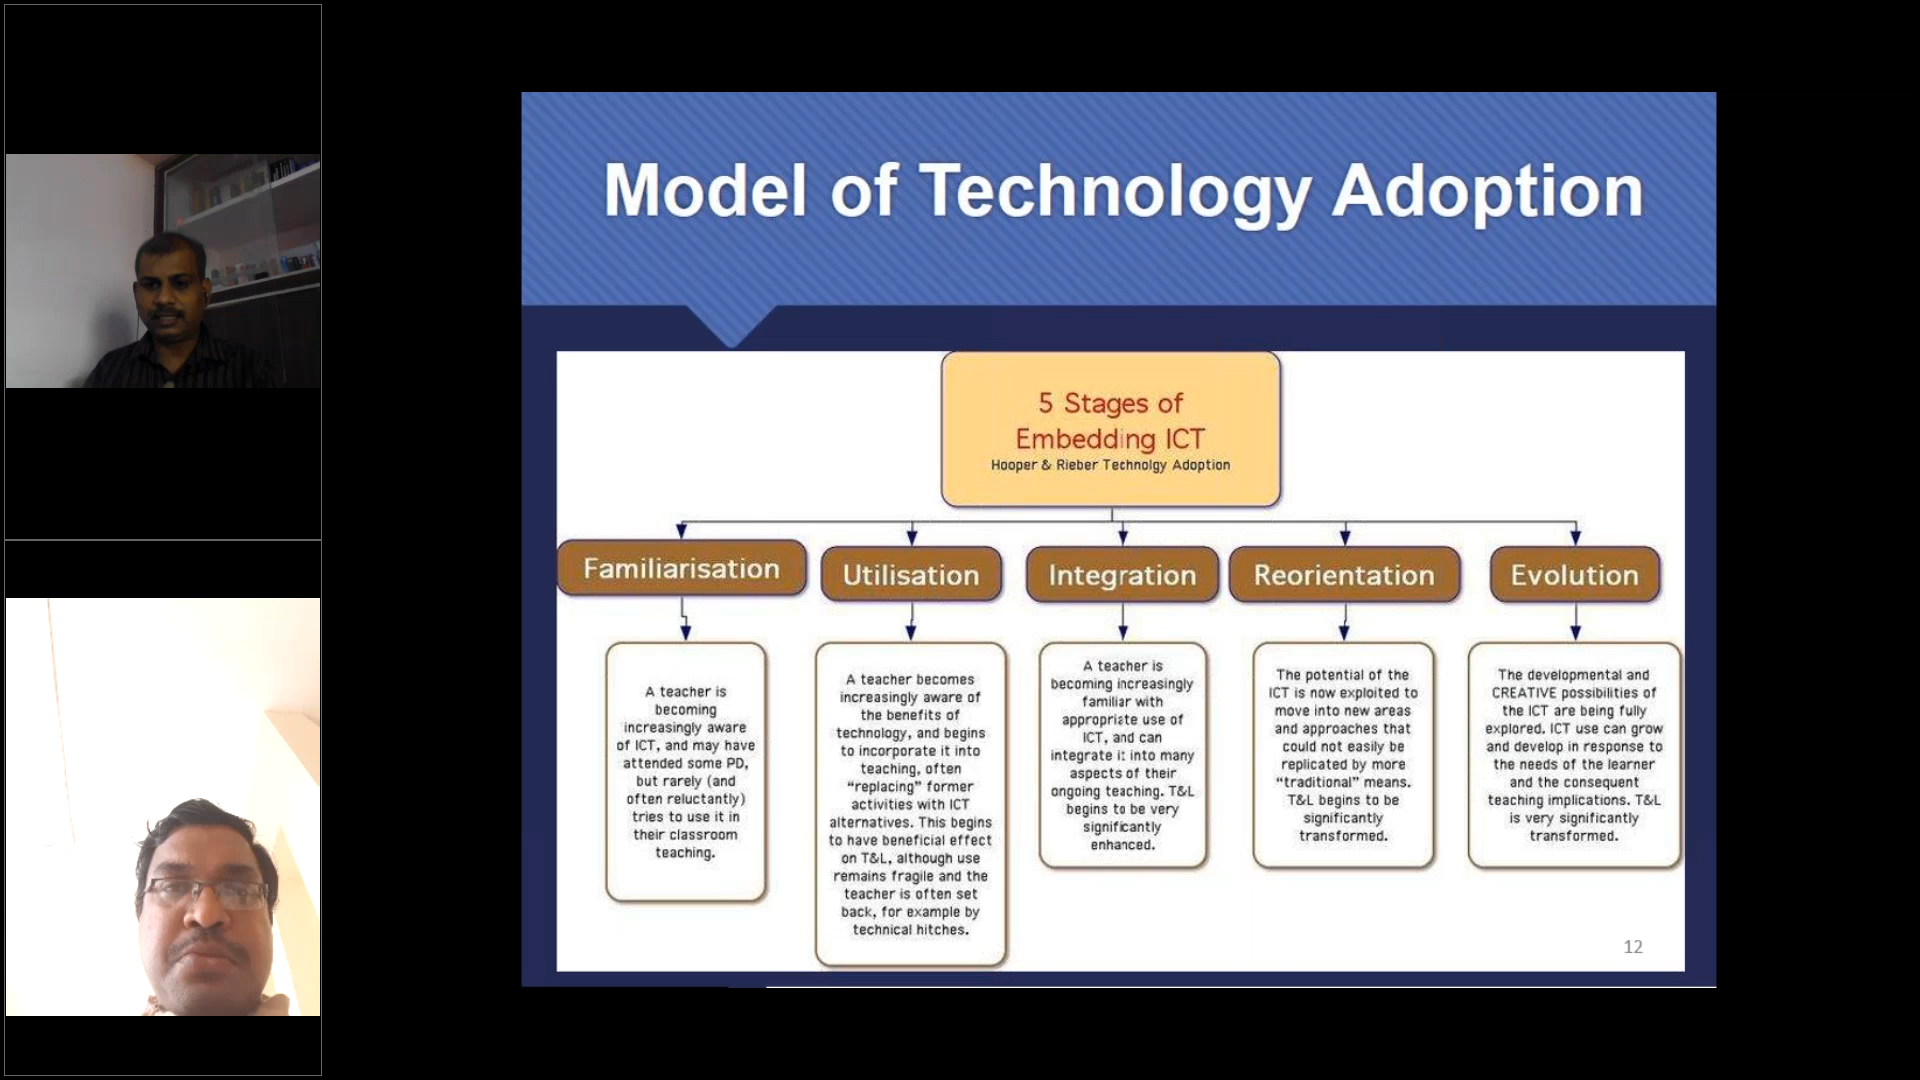 Model of Technology Adoption
5 Stages of
Embedding ICT
Hooper & Rieber Technolgy Adoption
Familiarisation
Utilisation
Integration
Reorientation
Evolution
A teacher is
becoming
increasingly aware
of ICT, and may have
attended some PD,
but rarely (and
often reluctantly)
tries to use it in
their classroom
teaching.
A teacher becomes
increasingly aware of
the benefits of
technology, and begins
to incorporate it into
teaching, often
“replacing” former
activities with ICT
alternatives. This begins
to have beneficial effect
on T&L, although use
remains fragile and the
teacher is often set
back, for example by
technical hitches.
A teacher is
becoming increasingly
familiar with
appropriate use of
ICT, and can
integrate it into many
aspects of their
ongoing teaching. T&L
begins to be very
significantly
enhanced.
The potential of the
ICT is now exploited to
move into new areas
and approaches that
could not easily be
replicated by more
“traditional” means.
T&L begins to be
significantly
transformed.
The developmental and
CREATIVE possibilities of
the ICT are being fully
explored. ICT use can grow
and develop in response to
the needs of the learner
and the consequent
teaching implications. T&L
is very significantly
transformed.
12